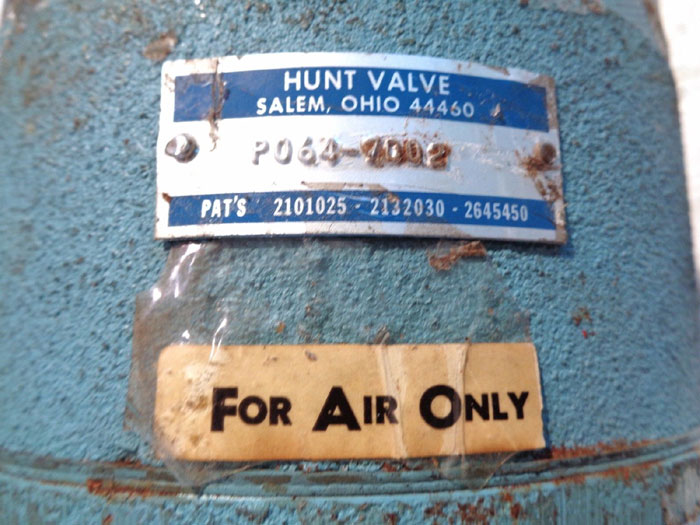 HUNT VALVE
SALEM, OHIO 44460
PAT'S 2101025 - 2132030 - 2645450
FOR AIR ONLY